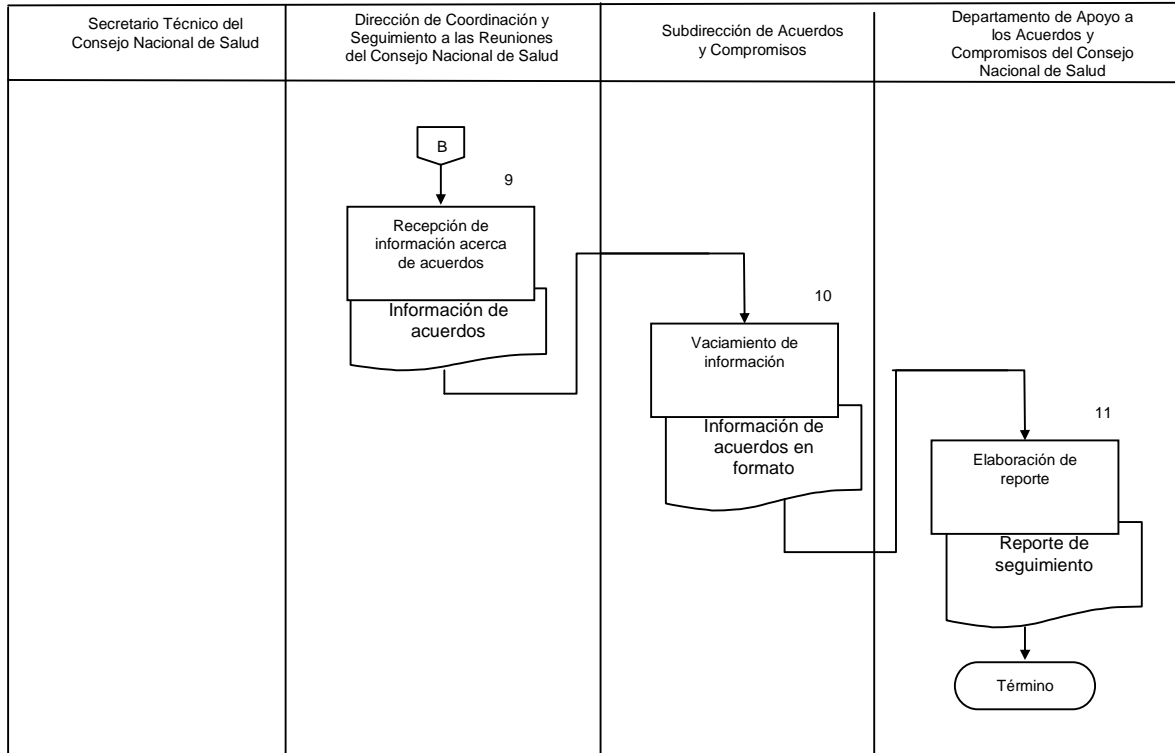 Secretario Técnico del
Consejo Nacional de Salud
Dirección de Coordinación y
Seguimiento a las Reuniones
del Consejo Nacional de Salud
Subdirección de Acuerdos
y Compromisos
Departamento de Apoyo a
los Acuerdos y
Compromisos del Consejo
Nacional de Salud
B
9
Recepción de
información acerca
de acuerdos
Información de
acuerdos
10
Vaciamiento de
información
Información de
acuerdos en
formato
11
Elaboración de
reporte
Reporte de
seguimiento
Término